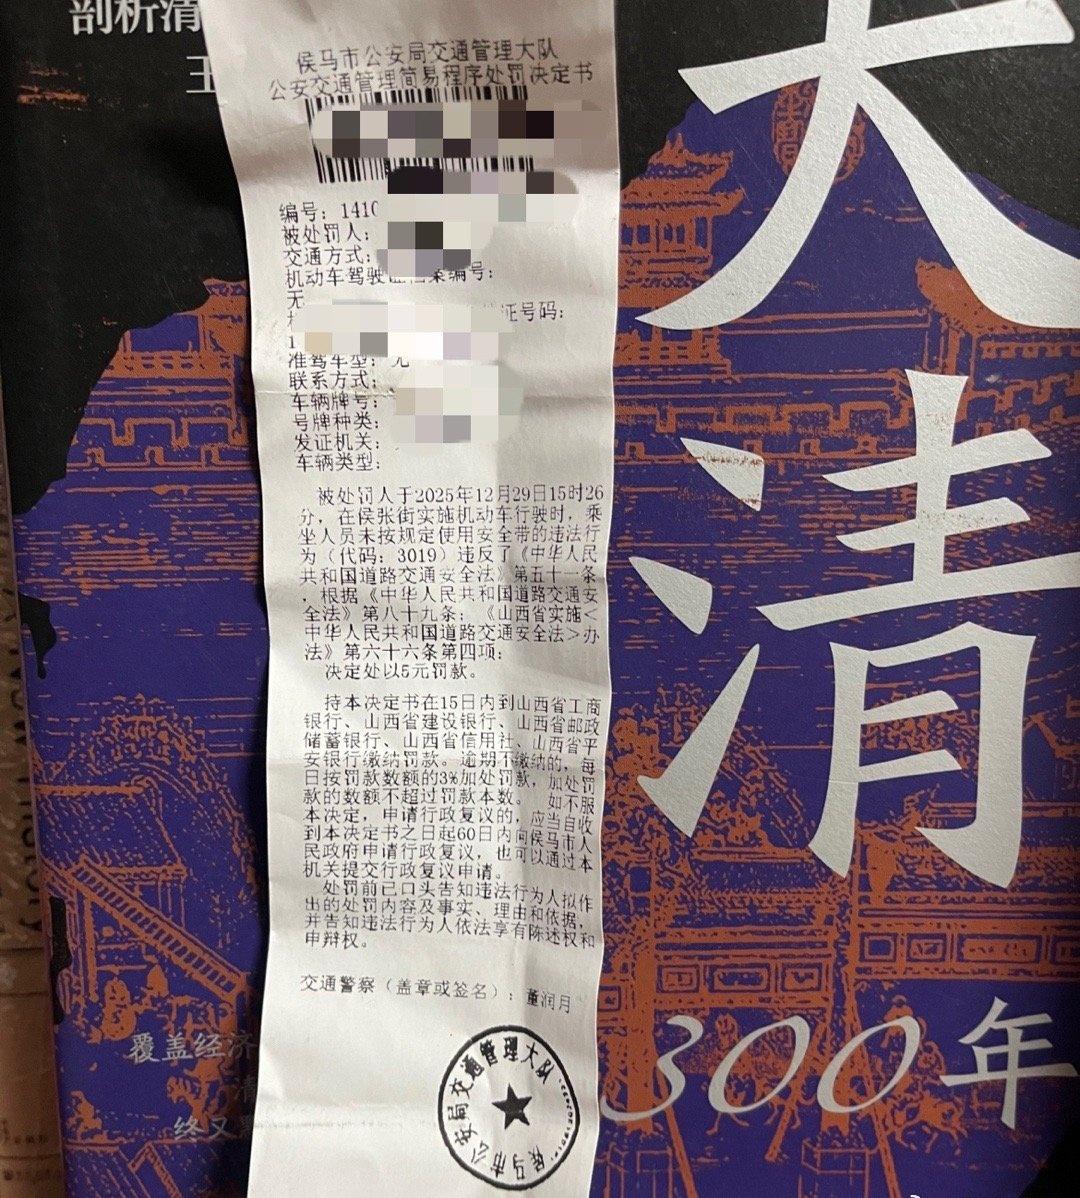 剖析清
王
大清
300年
覆盖经济
清
终又
侯马市公安局交通管理大队
公安交通管理简易程序处罚决定书
编号：1410
被处罚人：
交通方式：
机动车驾驶证档案编号：
无
证号码：
1
准驾车型：无
联系方式：
车辆牌号：
号牌种类：
发证机关：
车辆类型：
被处罚人于2025年12月29日15时26
分，在侯张街实施机动车行驶时，乘
坐人员未按规定使用安全带的违法行
为（代码：3019）违反了《中华人民
共和国道路交通安全法》第五十一条
，根据《中华人民共和国道路交通安
全法》第八十九条；《山西省实施<
中华人民共和国道路交通安全法>办
法》第六十六条第四项；
决定处以5元罚款。
持本决定书在15日内到山西省工商
银行、山西省建设银行、山西省邮政
储蓄银行、山西省信用社、山西省平
安银行缴纳罚款。逾期不缴纳的，每
日按罚款数额的3%加处罚款，加处罚
款的数额不超过罚款本数。 如不服
本决定，申请行政复议的，应当自收
到本决定书之日起60日内向侯马市人
民政府申请行政复议，也可以通过本
机关提交行政复议申请。
处罚前已口头告知违法行为人拟作
出的处罚内容及事实、理由和依据，
并告知违法行为人依法享有陈述权和
申辩权。
交通警察（盖章或签名）：董润月
侯马市公安局交通管理大队